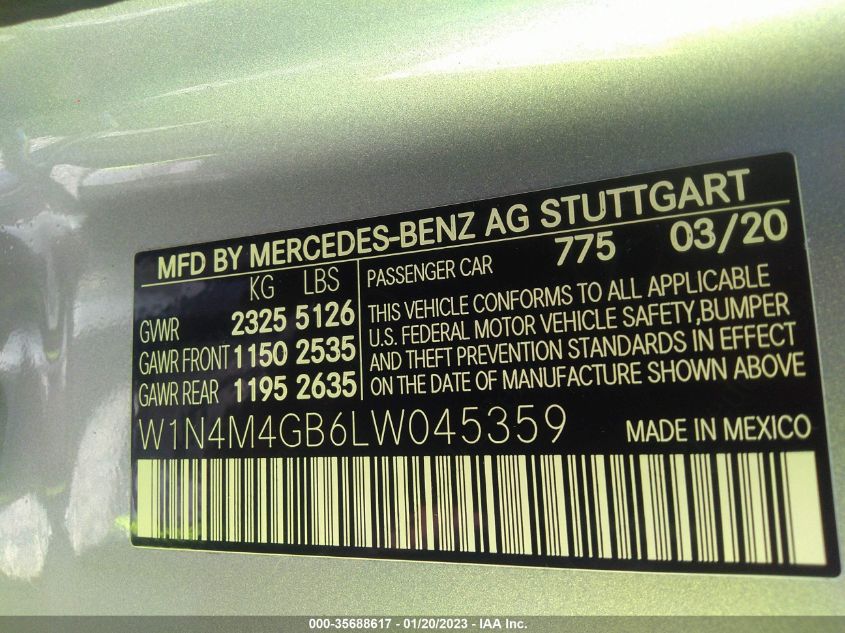 MFD BY MERCEDES-BENZ AG STUTTGART
KG LBS
GVWR 2325 5126
GAWR FRONT 1150 2535
GAWR REAR 1195 2635
PASSENGER CAR 775 03/20
THIS VEHICLE CONFORMS TO ALL APPLICABLE
U.S. FEDERAL MOTOR VEHICLE SAFETY,BUMPER
AND THEFT PREVENTION STANDARDS IN EFFECT
ON THE DATE OF MANUFACTURE SHOWN ABOVE
W1N4M4GB6LW045359 MADE IN MEXICO
000-35688617 - 01/20/2023 - IAA Inc.